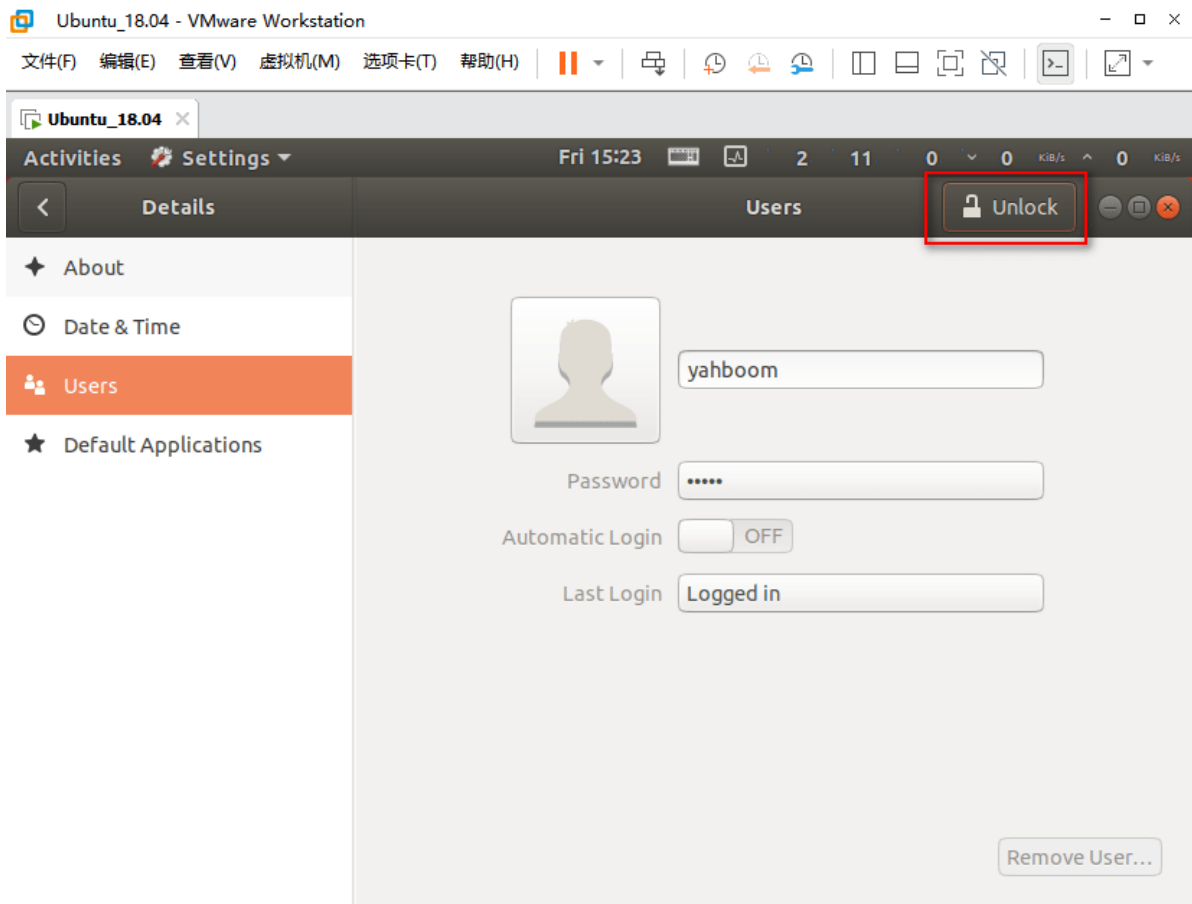 Ubuntu_18.04 - VMware Workstation
文件(F) 编辑(E) 查看(V) 虚拟机(M) 选项卡(T) 帮助(H)
Ubuntu_18.04
Activities Settings Fri 15:23 2 11 0 0 KiB/s 0 KiB/s
Details Users Unlock
About
Date & Time
Users
Default Applications
yahboom
Password •••••
Automatic Login OFF
Last Login Logged in
Remove User...